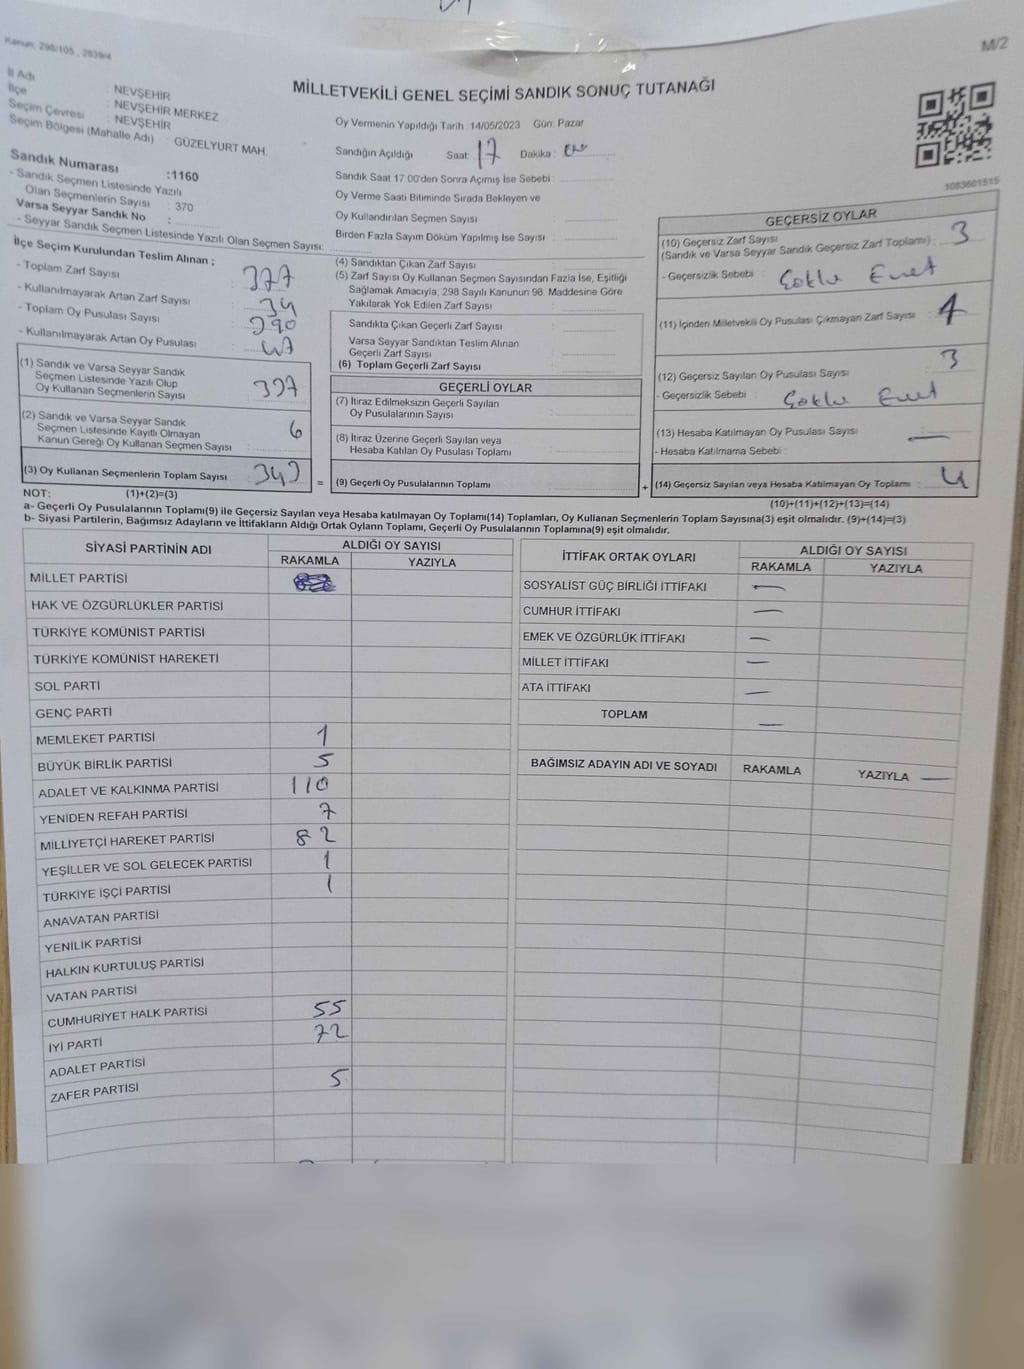 Kanun: 298/105 , 2839/4
M/2
MİLLETVEKİLİ GENEL SEÇİMİ SANDIK SONUÇ TUTANAĞI
İl Adı : NEVŞEHİR
İlçe : NEVŞEHİR MERKEZ
Seçim Çevresi : NEVŞEHİR
Seçim Bölgesi (Mahalle Adı) : GÜZELYURT MAH.
Sandık Numarası :1160
- Sandık Seçmen Listesinde Yazılı
Olan Seçmenlerin Sayısı : 370
Varsa Seyyar Sandık No :
- Seyyar Sandık Seçmen Listesinde Yazılı Olan Seçmen Sayısı:
Oy Vermenin Yapıldığı Tarih :14/05/2023 Gün: Pazar
Sandığın Açıldığı Saat: 17 Dakika :
Sandık Saat 17:00'den Sonra Açımış İse Sebebi :
Oy Verme Saati Bitiminde Sırada Bekleyen ve
Oy Kullandırılan Seçmen Sayısı :
Birden Fazla Sayım Döküm Yapılmış İse Sayısı :
1083601515
İlçe Seçim Kurulundan Teslim Alınan ;
- Toplam Zarf Sayısı : 377
- Kullanılmayarak Artan Zarf Sayısı : 34
- Toplam Oy Pusulası Sayısı : 390
- Kullanılmayarak Artan Oy Pusulası : 47
(1) Sandık ve Varsa Seyyar Sandık
Seçmen Listesinde Yazılı Olup
Oy Kullanan Seçmenlerin Sayısı : 337
(2) Sandık ve Varsa Seyyar Sandık
Seçmen Listesinde Kayıtlı Olmayan
Kanun Gereği Oy Kullanan Seçmen Sayısı : 6
(3) Oy Kullanan Seçmenlerin Toplam Sayısı : 343
(4) Sandıktan Çıkan Zarf Sayısı :
(5) Zarf Sayısı Oy Kullanan Seçmen Sayısından Fazla İse, Eşitliği
Sağlamak Amacıyla, 298 Sayılı Kanunun 98. Maddesine Göre
Yakılarak Yok Edilen Zarf Sayısı :
Sandıkta Çıkan Geçerli Zarf Sayısı :
Varsa Seyyar Sandıktan Teslim Alınan
Geçerli Zarf Sayısı :
(6) Toplam Geçerli Zarf Sayısı :
GEÇERLİ OYLAR
(7) İtiraz Edilmeksizin Geçerli Sayılan
Oy Pusulalarının Sayısı :
(8) İtiraz Üzerine Geçerli Sayılan veya
Hesaba Katılan Oy Pusulası Toplamı :
= (9) Geçerli Oy Pusulalarının Toplamı :
GEÇERSİZ OYLAR
(10) Geçersiz Zarf Sayısı
(Sandık ve Varsa Seyyar Sandık Geçersiz Zarf Toplamı) : 3
- Geçersizlik Sebebi : Çoklu Evet
(11) İçinden Milletvekili Oy Pusulası Çıkmayan Zarf Sayısı : 1
(12) Geçersiz Sayılan Oy Pusulası Sayısı : 3
- Geçersizlik Sebebi : Çoklu Evet
(13) Hesaba Katılmayan Oy Pusulası Sayısı : —
- Hesaba Katılmama Sebebi :
+ (14) Geçersiz Sayılan veya Hesaba Katılmayan Oy Toplamı : 4
NOT: (1)+(2)=(3)
(10)+(11)+(12)+(13)=(14)
a- Geçerli Oy Pusulalarının Toplamı(9) ile Geçersiz Sayılan veya Hesaba katılmayan Oy Toplamı(14) Toplamları, Oy Kullanan Seçmenlerin Toplam Sayısına(3) eşit olmalıdır. (9)+(14)=(3)
b- Siyasi Partilerin, Bağımsız Adayların ve İttifakların Aldığı Ortak Oyların Toplamı, Geçerli Oy Pusulalarının Toplamına(9) eşit olmalıdır.
SİYASİ PARTİNİN ADI ALDIĞI OY SAYISI
RAKAMLA YAZIYLA
MİLLET PARTİSİ
HAK VE ÖZGÜRLÜKLER PARTİSİ
TÜRKİYE KOMÜNİST PARTİSİ
TÜRKİYE KOMÜNİST HAREKETİ
SOL PARTİ
GENÇ PARTİ
MEMLEKET PARTİSİ 1
BÜYÜK BİRLİK PARTİSİ 5
ADALET VE KALKINMA PARTİSİ 110
YENİDEN REFAH PARTİSİ 7
MİLLİYETÇİ HAREKET PARTİSİ 82
YEŞİLLER VE SOL GELECEK PARTİSİ 1
TÜRKİYE İŞÇİ PARTİSİ 1
ANAVATAN PARTİSİ
YENİLİK PARTİSİ
HALKIN KURTULUŞ PARTİSİ
VATAN PARTİSİ
CUMHURİYET HALK PARTİSİ 55
İYİ PARTİ 72
ADALET PARTİSİ
ZAFER PARTİSİ 5
İTTİFAK ORTAK OYLARI ALDIĞI OY SAYISI
RAKAMLA YAZIYLA
SOSYALİST GÜÇ BİRLİĞİ İTTİFAKI —
CUMHUR İTTİFAKI —
EMEK VE ÖZGÜRLÜK İTTİFAKI —
MİLLET İTTİFAKI —
ATA İTTİFAKI —
TOPLAM —
BAĞIMSIZ ADAYIN ADI VE SOYADI RAKAMLA YAZIYLA —